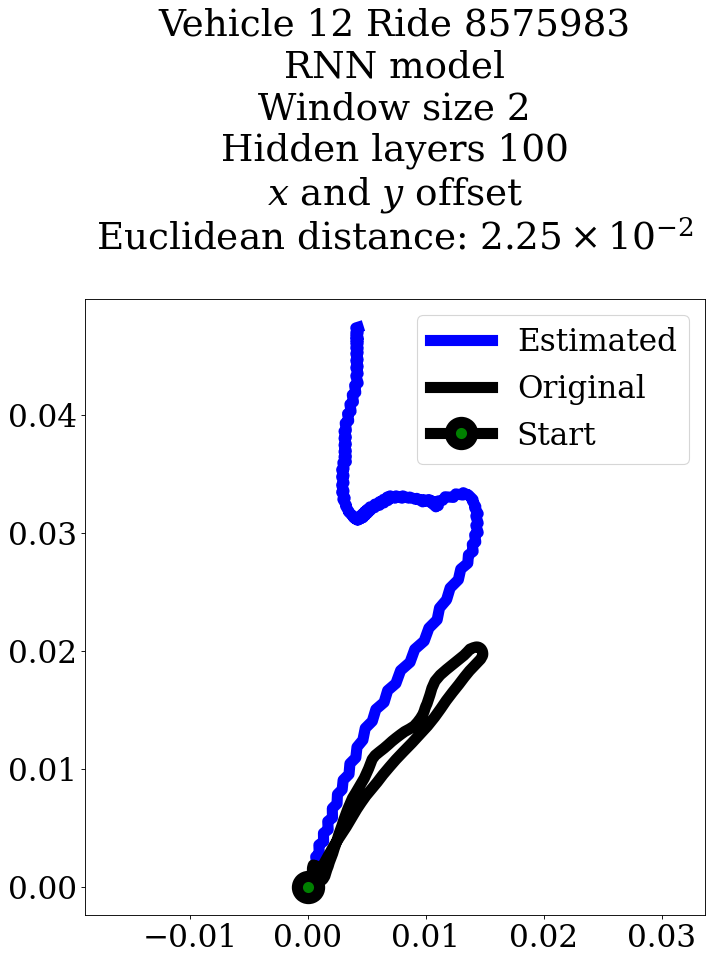 Vehicle 12 Ride 8575983
RNN model
Window size 2
Hidden layers 100
x and y offset
Euclidean distance: 2.25 × 10⁻²
Estimated
Original
Start
0.04
0.03
0.02
0.01
0.00
−0.01 0.00 0.01 0.02 0.03